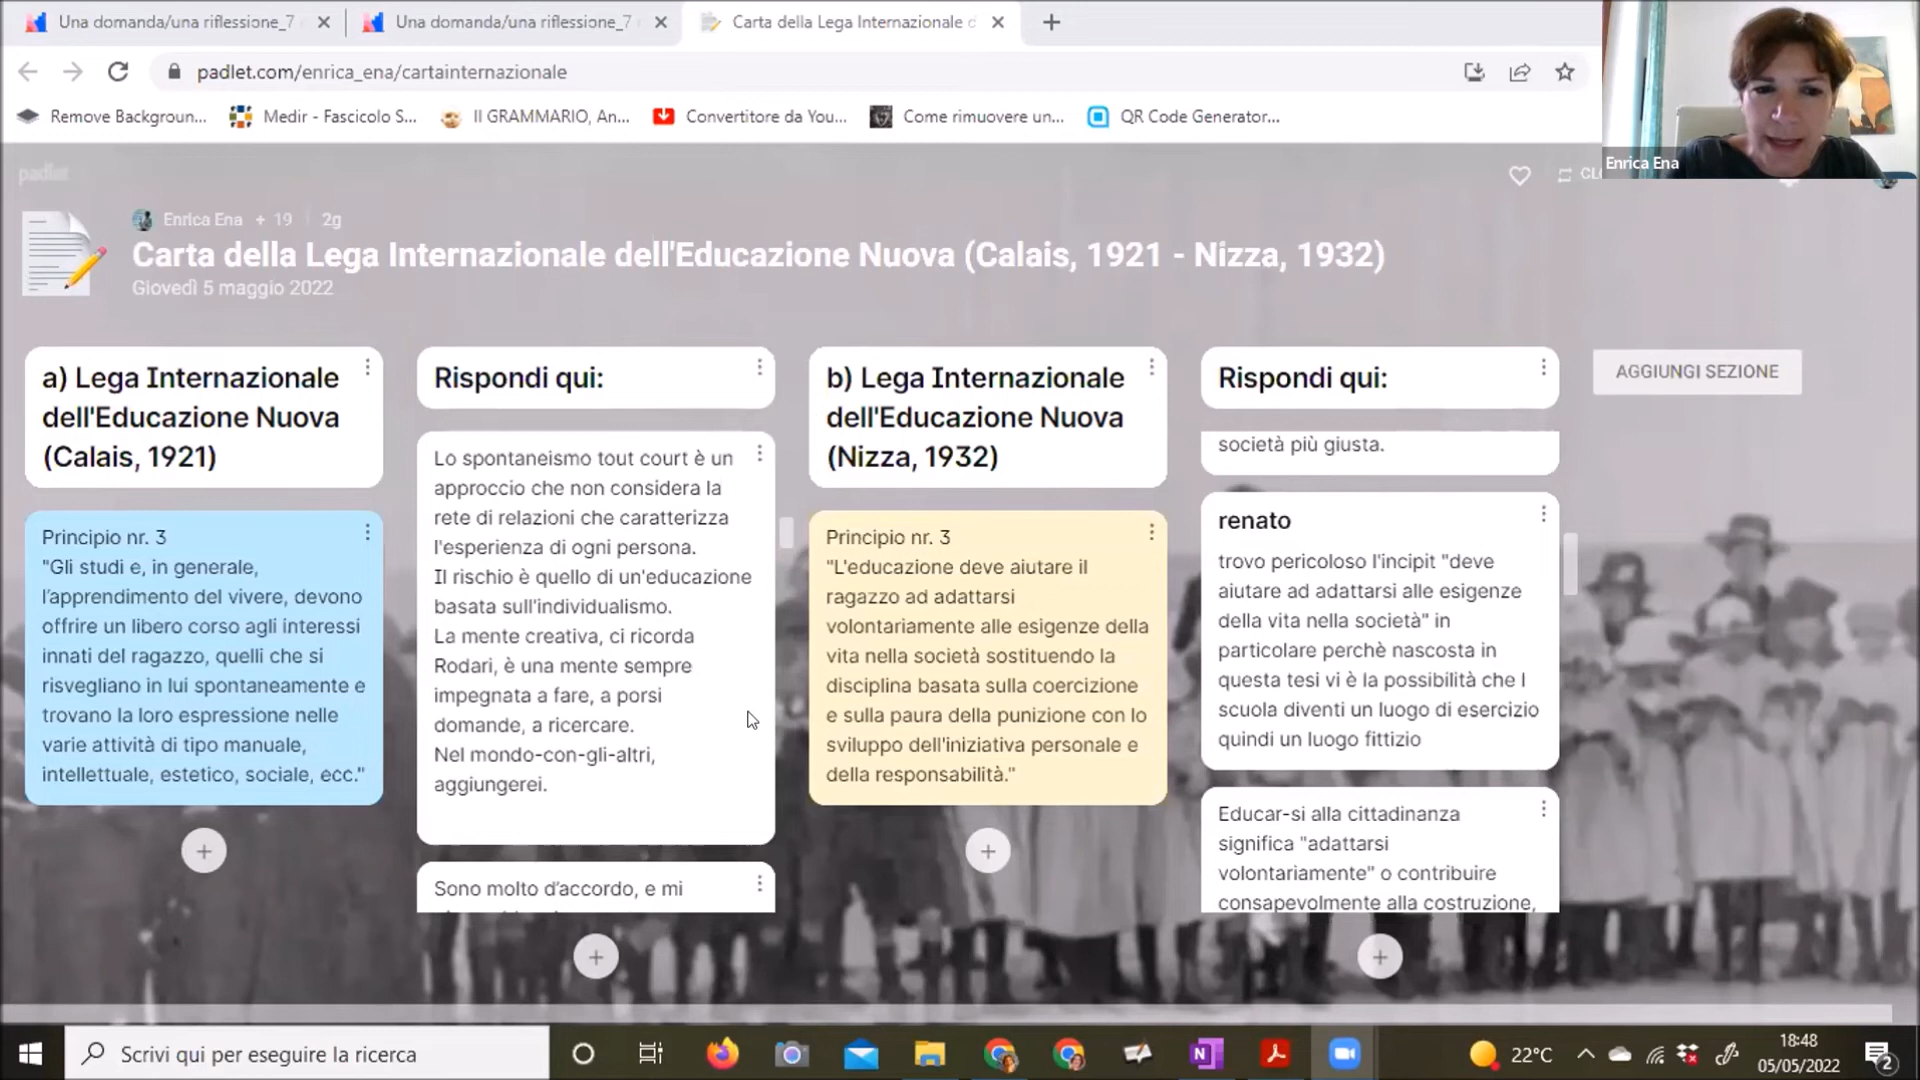 Una domanda/una riflessione_7
Una domanda/una riflessione_7
Carta della Lega Internazionale d
padlet.com/enrica_ena/cartainternazionale
Remove Backgroun...
Medir - Fascicolo S...
Il GRAMMARIO, An...
Convertitore da You...
Come rimuovere un...
QR Code Generator...
Enrica Ena
padlet
Enrica Ena + 19 2g
Carta della Lega Internazionale dell'Educazione Nuova (Calais, 1921 - Nizza, 1932)
Giovedì 5 maggio 2022
a) Lega Internazionale
dell'Educazione Nuova
(Calais, 1921)
Principio nr. 3
"Gli studi e, in generale,
l'apprendimento del vivere, devono
offrire un libero corso agli interessi
innati del ragazzo, quelli che si
risvegliano in lui spontaneamente e
trovano la loro espressione nelle
varie attività di tipo manuale,
intellettuale, estetico, sociale, ecc."
Rispondi qui:
Lo spontaneismo tout court è un
approccio che non considera la
rete di relazioni che caratterizza
l'esperienza di ogni persona.
Il rischio è quello di un'educazione
basata sull'individualismo.
La mente creativa, ci ricorda
Rodari, è una mente sempre
impegnata a fare, a porsi
domande, a ricercare.
Nel mondo-con-gli-altri,
aggiungerei.
Sono molto d'accordo, e mi
b) Lega Internazionale
dell'Educazione Nuova
(Nizza, 1932)
Principio nr. 3
"L'educazione deve aiutare il
ragazzo ad adattarsi
volontariamente alle esigenze della
vita nella società sostituendo la
disciplina basata sulla coercizione
e sulla paura della punizione con lo
sviluppo dell'iniziativa personale e
della responsabilità."
Rispondi qui:
società più giusta.
renato
trovo pericoloso l'incipit "deve
aiutare ad adattarsi alle esigenze
della vita nella società" in
particolare perchè nascosta in
questa tesi vi è la possibilità che l
scuola diventi un luogo di esercizio
quindi un luogo fittizio
Educar-si alla cittadinanza
significa "adattarsi
volontariamente" o contribuire
consapevolmente alla costruzione,
AGGIUNGI SEZIONE
Scrivi qui per eseguire la ricerca
22°C
18:48
05/05/2022
2